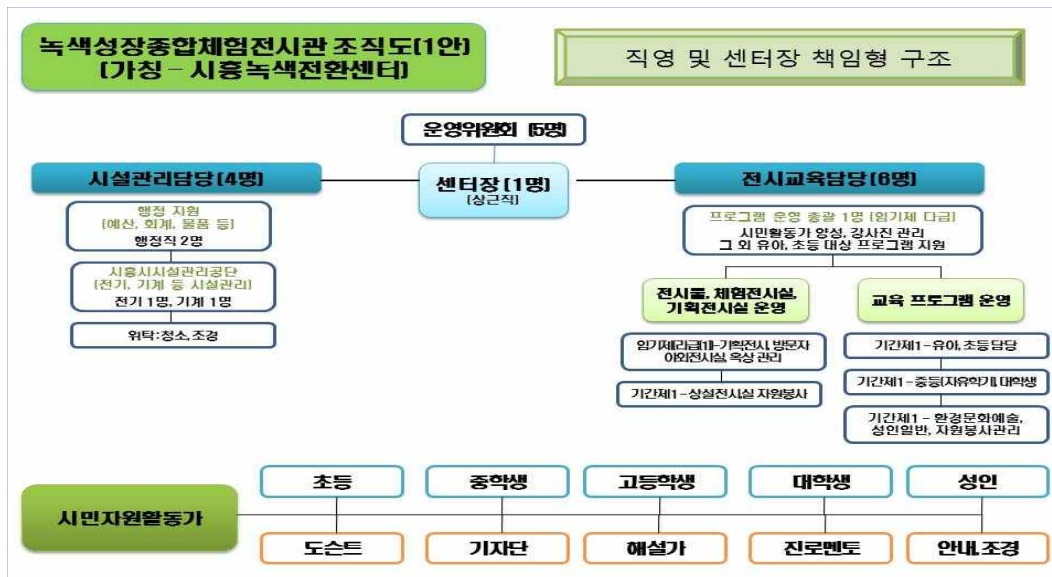 녹색성장종합체험전시관 조직도(1안)
(가칭 - 시흥녹색전환센터)
직영 및 센터장 책임형 구조
운영위원회 (5명)
시설관리담당(4명)
센터장(1명)
(상근직)
전시교육담당(6명)
행정 지원
(예산, 회계, 물품 등)
행정직 2명
시흥시시설관리공단
(전기, 기계 등 시설관리)
전기 1명, 기계 1명
위탁:청소,조경
프로그램 운영 총괄 1명 (임기제 다급)
시민활동가 양성, 강사진 관리
그 외 유아, 초등 대상 프로그램 지원
전시물, 체험전시실,
기획전시실 운영
임기제(라급)(1)-기획전시, 방문자
야외전시실, 옥상 관리
기간제1-상설전시실 자원봉사
교육 프로그램 운영
기간제1-유아, 초등 담당
기간제1-중등(자유학기), 대학생
기간제1-환경문화예술,
성인일반, 자원봉사관리
시민자원활동가
초등
중학생
고등학생
대학생
성인
도슨트
기자단
해설가
진로멘토
안내,조경